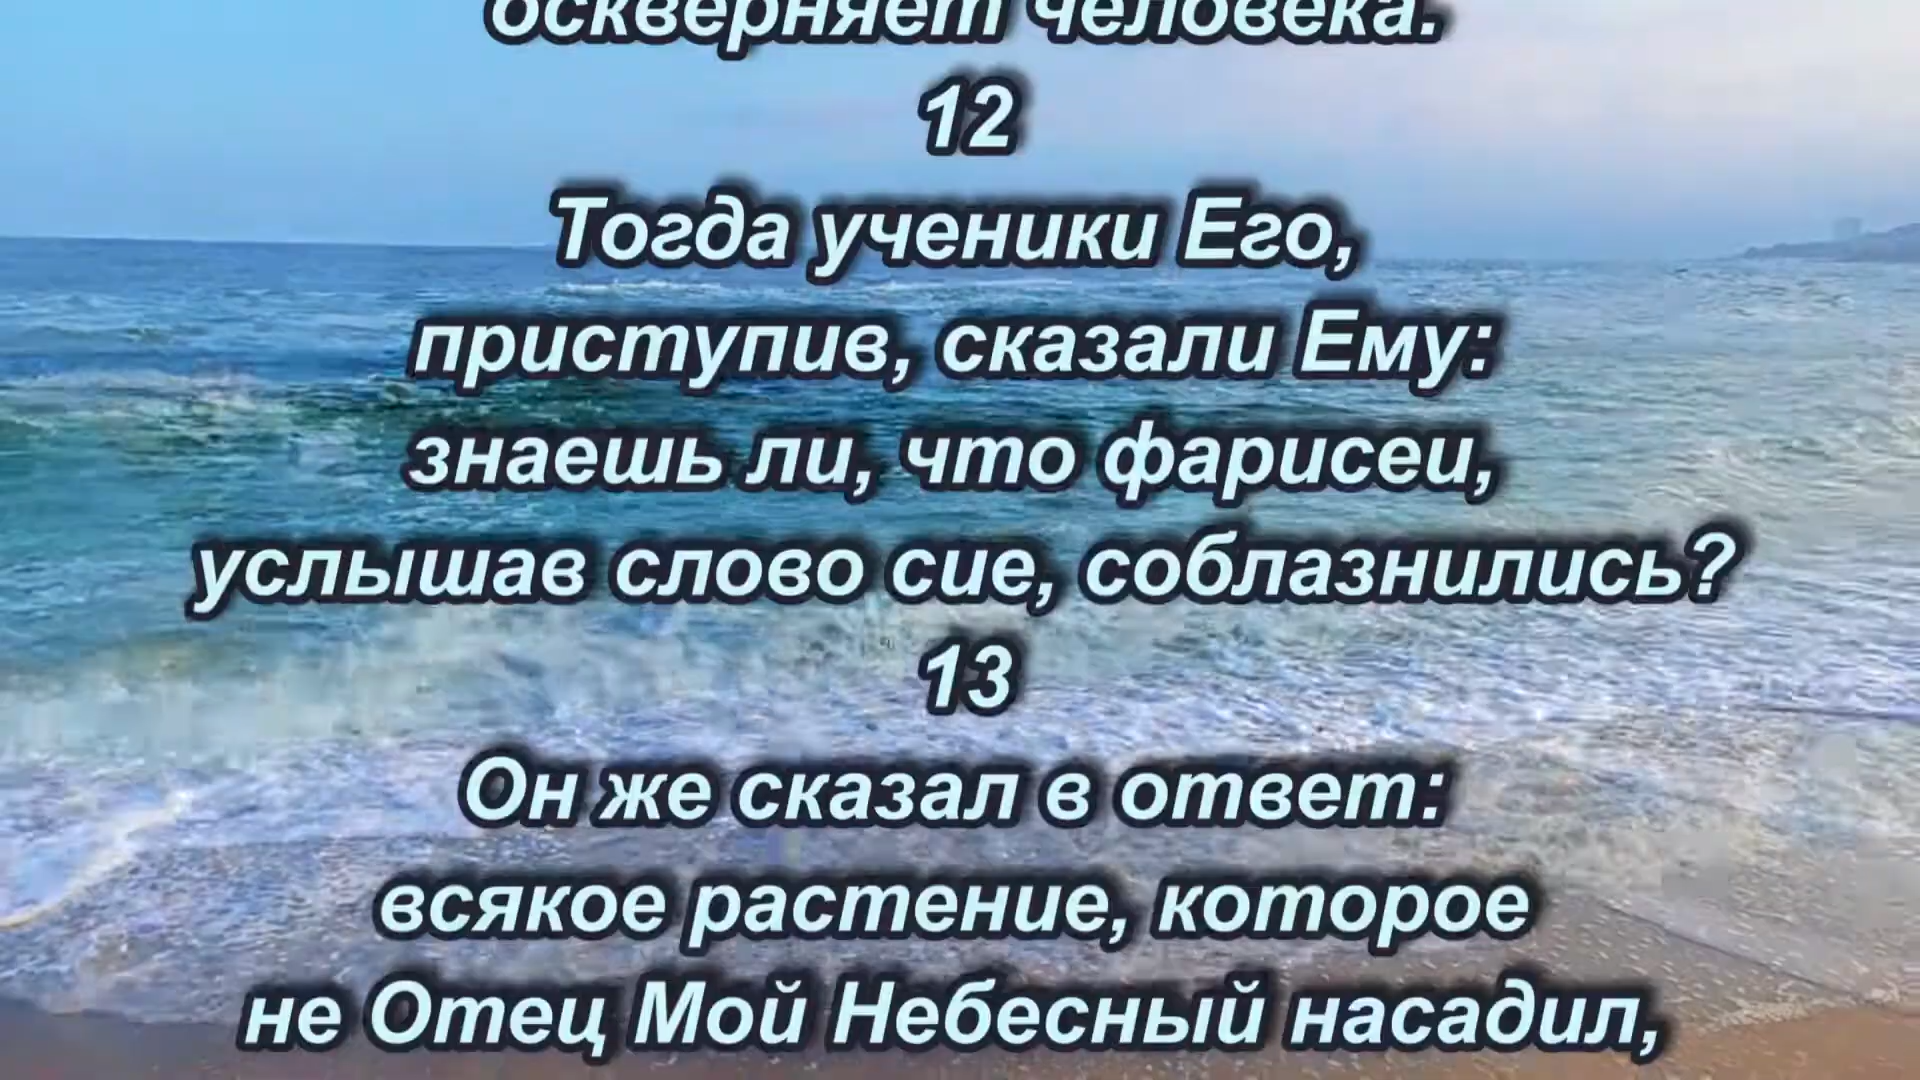 оскверняет человека.
12
Тогда ученики Его,
приступив, сказали Ему:
знаешь ли, что фарисеи,
услышав слово сие, соблазнились?
13
Он же сказал в ответ:
всякое растение, которое
не Отец Мой Небесный насадил,